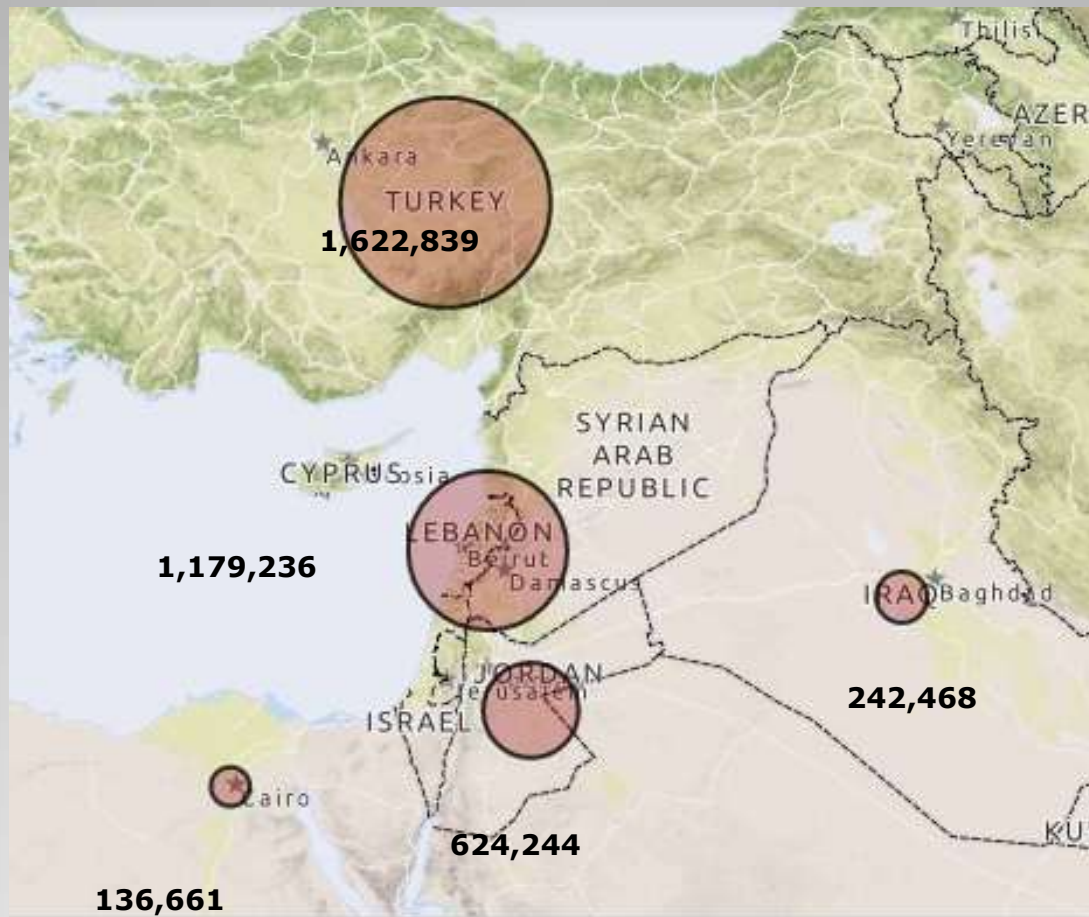 Thilisi
AZER
Yerevan
Ankara
TURKEY
1,622,839
SYRIAN
ARAB
REPUBLIC
CYPRUS
LEBANON
Beirut
1,179,236
Damascus
IRAQ
Baghdad
JORDAN
Jerusalem
242,468
ISRAEL
Cairo
KU
624,244
136,661